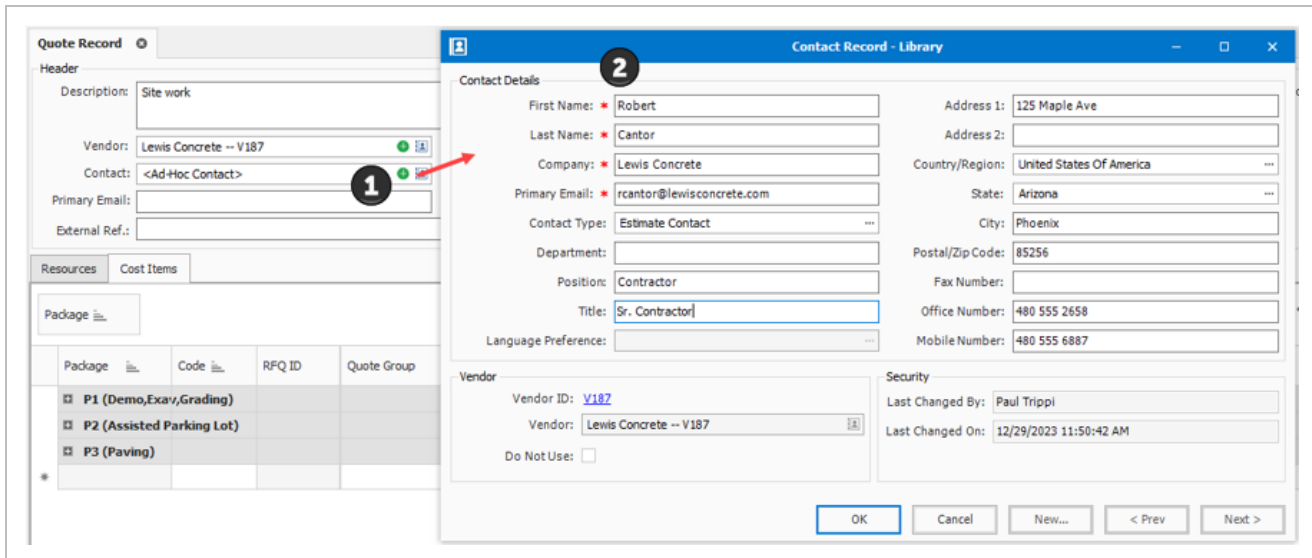 Quote Record
Header
Description: Site work
Vendor: Lewis Concrete -- V187
Contact: <Ad-Hoc Contact>
1
Primary Email:
External Ref.:
Resources Cost Items
Package
Package Code RFQ ID Quote Group
P1 (Demo,Exav,Grading)
P2 (Assisted Parking Lot)
P3 (Paving)
Contact Record - Library
2
Contact Details
First Name: * Robert
Last Name: * Cantor
Company: * Lewis Concrete
Primary Email: * rcantor@lewisconcrete.com
Contact Type: Estimate Contact
Department:
Position: Contractor
Title: Sr. Contractor
Language Preference:
Address 1: 125 Maple Ave
Address 2:
Country/Region: United States Of America
State: Arizona
City: Phoenix
Postal/Zip Code: 85256
Fax Number:
Office Number: 480 555 2658
Mobile Number: 480 555 6887
Vendor
Vendor ID: V187
Vendor: Lewis Concrete -- V187
Do Not Use:
Security
Last Changed By: Paul Trippi
Last Changed On: 12/29/2023 11:50:42 AM
OK Cancel New... < Prev Next >